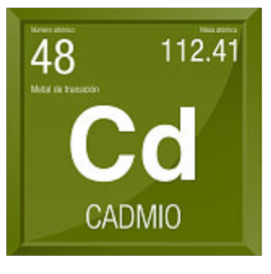 Número atómico
Masa atómica
48
112.41
Metal de transición
Cd
CADMIO